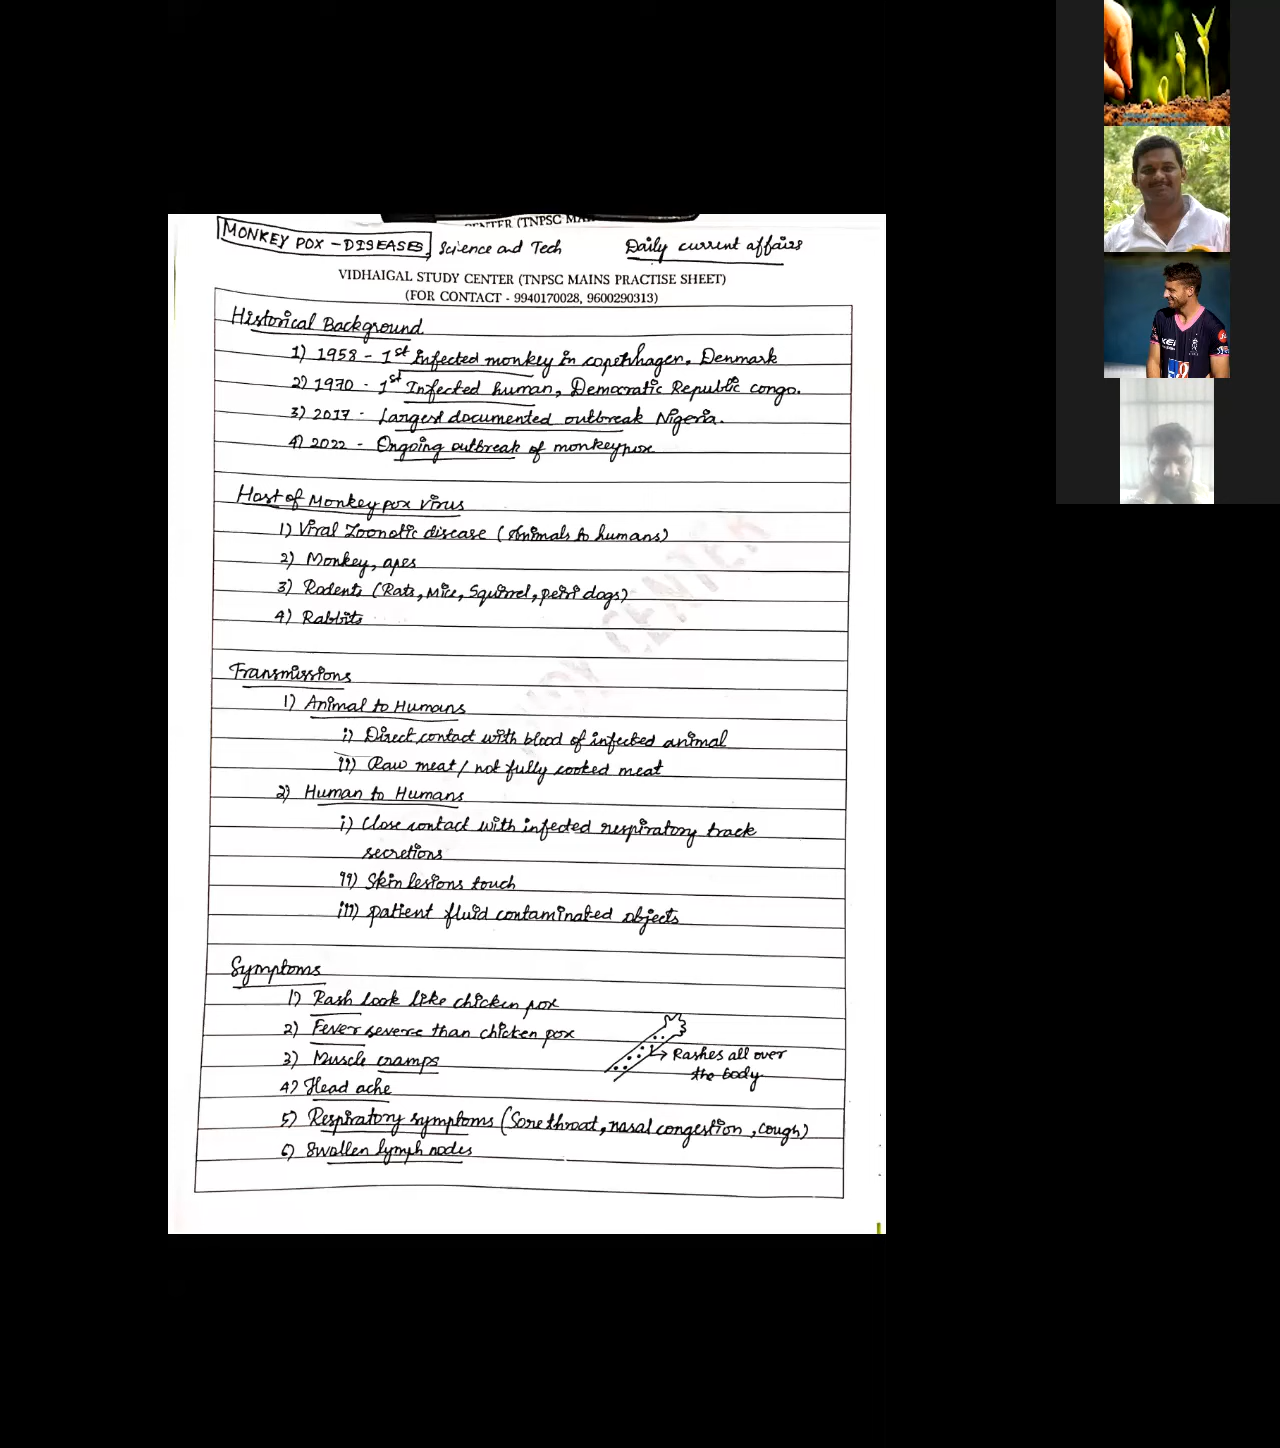 CENTER (TNPSC MA
MONKEY POX - DISEASES, Science and Tech Daily current affairs
VIDHAIGAL STUDY CENTER (TNPSC MAINS PRACTISE SHEET)
(FOR CONTACT - 9940170028, 9600290313)
Historical Background
1) 1958 - 1st infected monkey in copenhagen, Denmark
2) 1970 - 1st Infected human, Democratic Republic congo.
3) 2017 - Largest documented outbreak Nigeria.
4) 2022 - Ongoing outbreak of monkeypox
Host of Monkey pox virus
1) Viral Zoonotic disease (Animals to humans)
2) Monkey, apes
3) Rodents (Rats, Mice, Squirrel, dogs)
4) Rabbits
UDY CENTER
Transmissions
1) Animal to Humans
i) Direct contact with blood of infected animal
ii) Raw meat / not fully cooked meat
2) Human to Humans
i) Close contact with infected respiratory track
secretions
ii) Skin lesions touch
iii) patient fluid contaminated objects
Symptoms
1) Rash look like chicken pox
2) Fever severe than chicken pox
3) Muscle cramps
→ Rashes all over
the body
4) Head ache
5) Respiratory symptoms (Sore throat, nasal congestion, cough)
6) Swollen lymph nodes